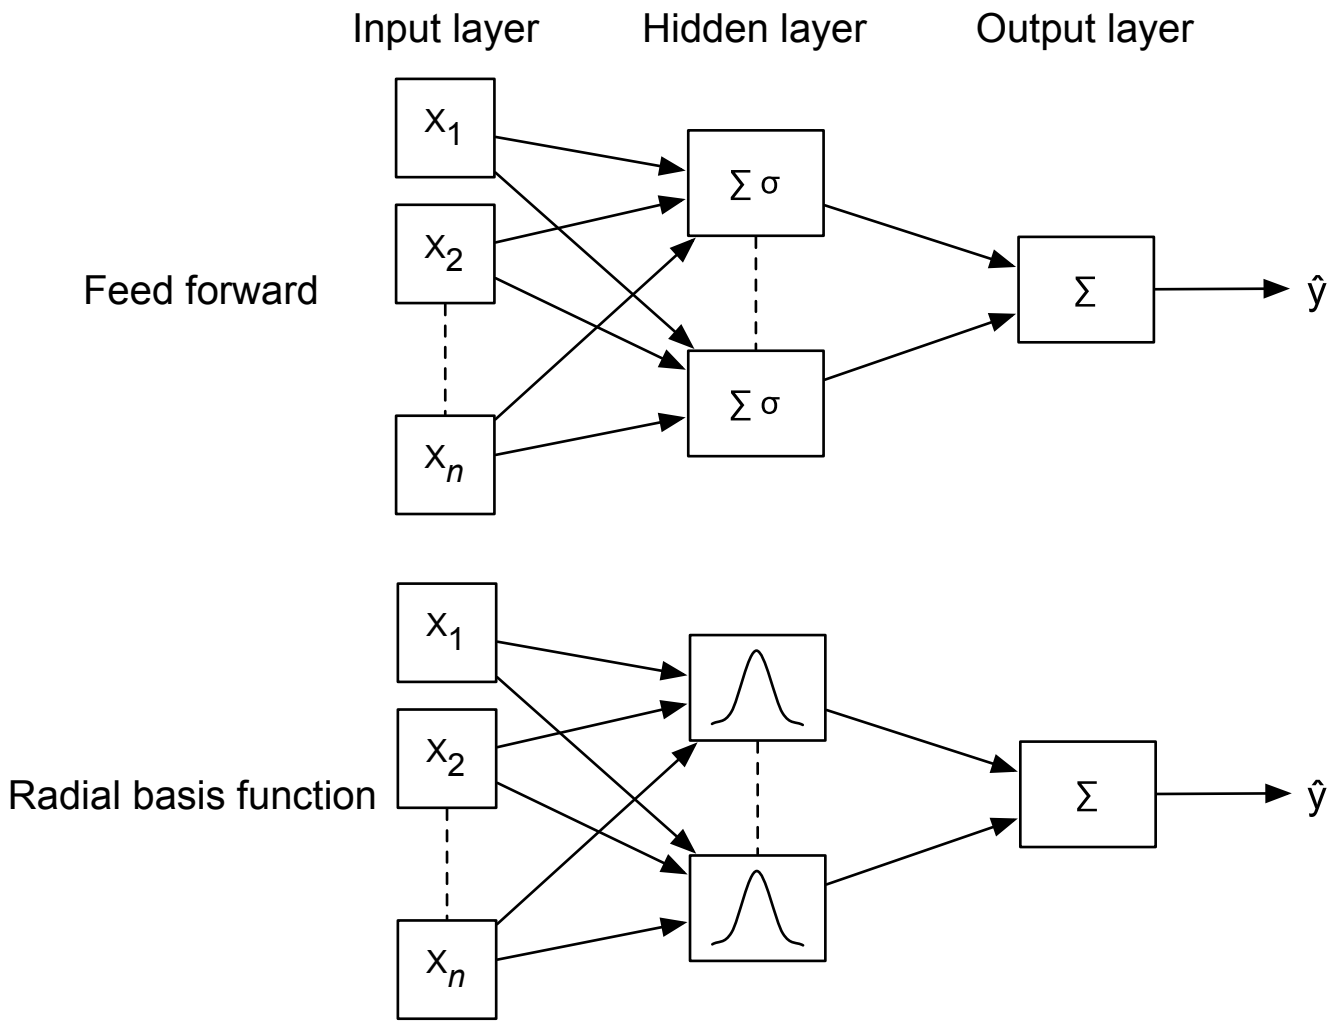 Input layer Hidden layer Output layer
X1
∑ σ
X2
Feed forward
∑
ŷ
∑ σ
Xn
X1
X2
Radial basis function
∑
ŷ
Xn